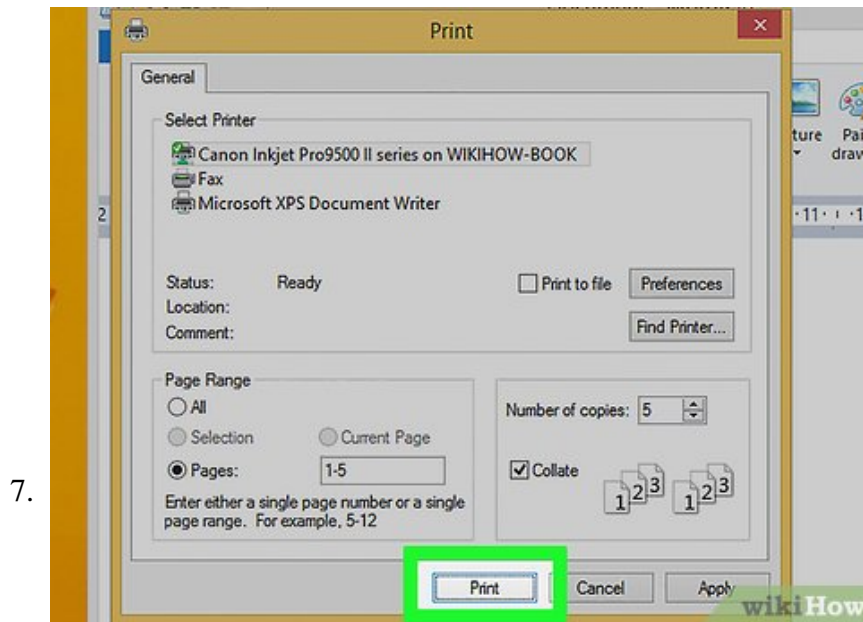 Print
General
Select Printer
Canon Inkjet Pro9500 II series on WIKIHOW-BOOK
Fax
Microsoft XPS Document Writer
ture
Pai
draw
2
·11· ı ·1
Status: Ready
Print to file
Preferences
Location:
Comment:
Find Printer...
Page Range
All
Selection
Current Page
Pages: 1-5
Enter either a single page number or a single
page range. For example, 5-12
Number of copies: 5
Collate
1 2 3 1 2 3
7.
Print
Cancel
Apply
wikiHow